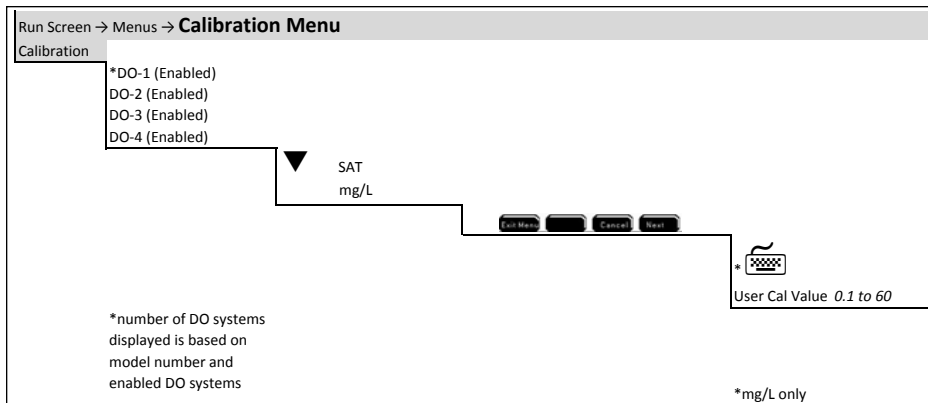 Run Screen → Menus → Calibration Menu
Calibration
*DO-1 (Enabled)
DO-2 (Enabled)
DO-3 (Enabled)
DO-4 (Enabled)
SAT
mg/L
Exit Menu Cancel Next
*
User Cal Value 0.1 to 60
*number of DO systems
displayed is based on
model number and
enabled DO systems
*mg/L only